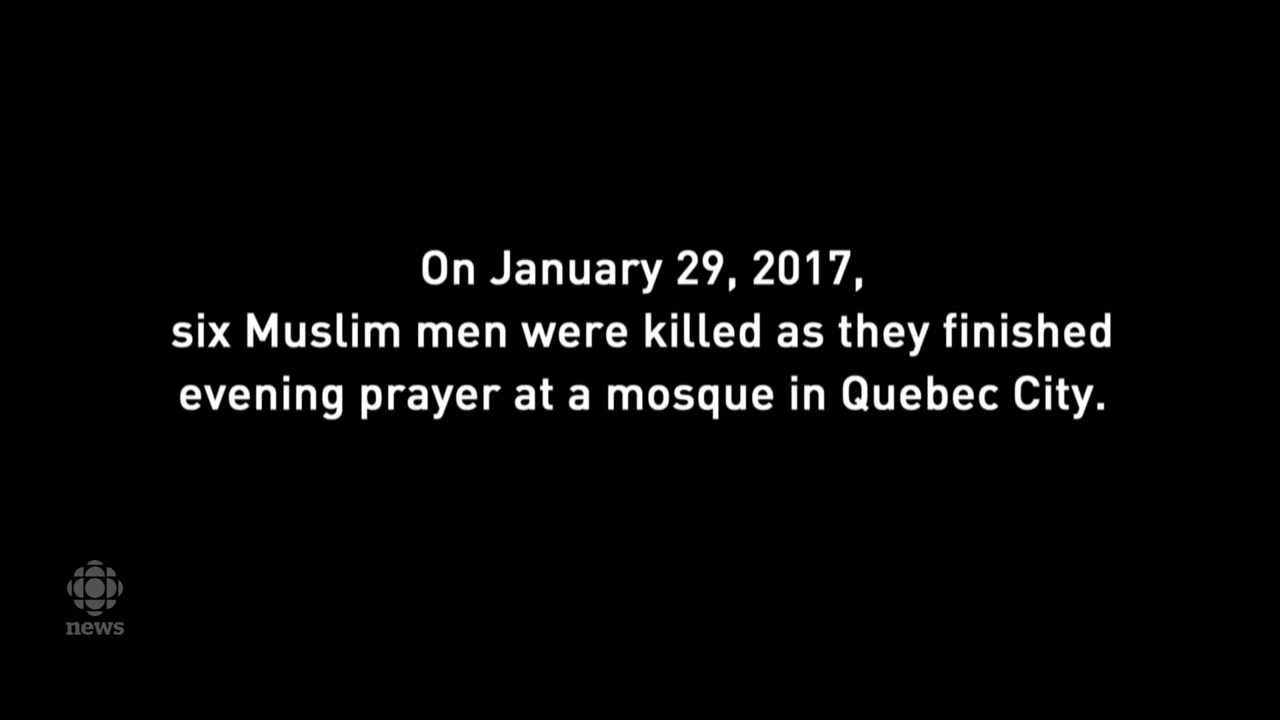 On January 29, 2017,
six Muslim men were killed as they finished
evening prayer at a mosque in Quebec City.
news